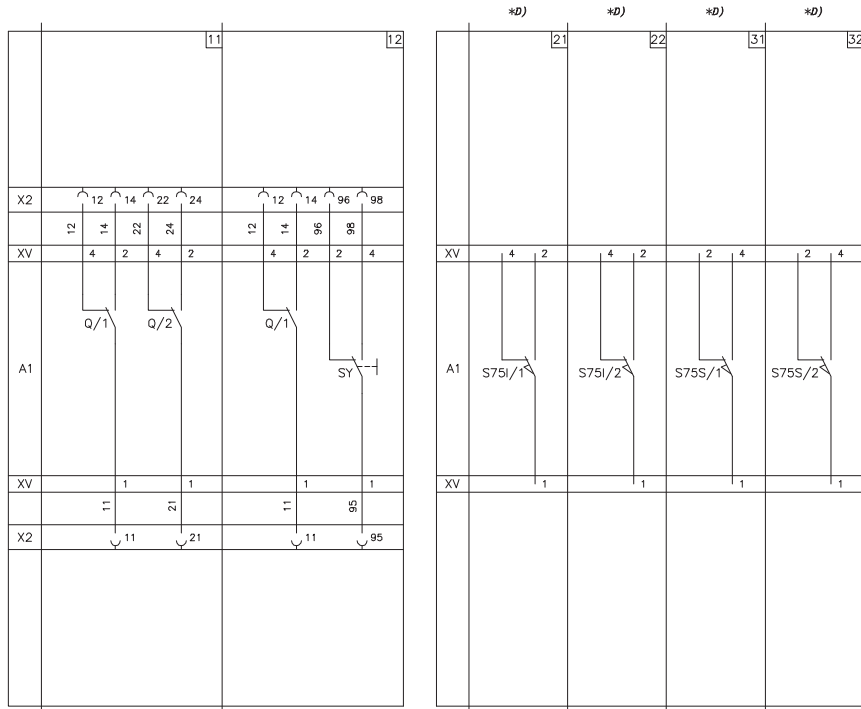 *D) *D) *D) *D)
11 12 21 22 31 32
X2 12 14 22 24 12 14 96 98
12 14 22 24 12 14 96 98
XV 4 2 4 2 4 2 2 4 XV 4 2 4 2 2 4 2 4
Q/1 Q/2 Q/1
A1 SY A1 S75I/1 S75I/2 S75S/1 S75S/2
XV 1 1 1 1 XV 1 1 1 1
11 21 11 95
X2 11 21 11 95